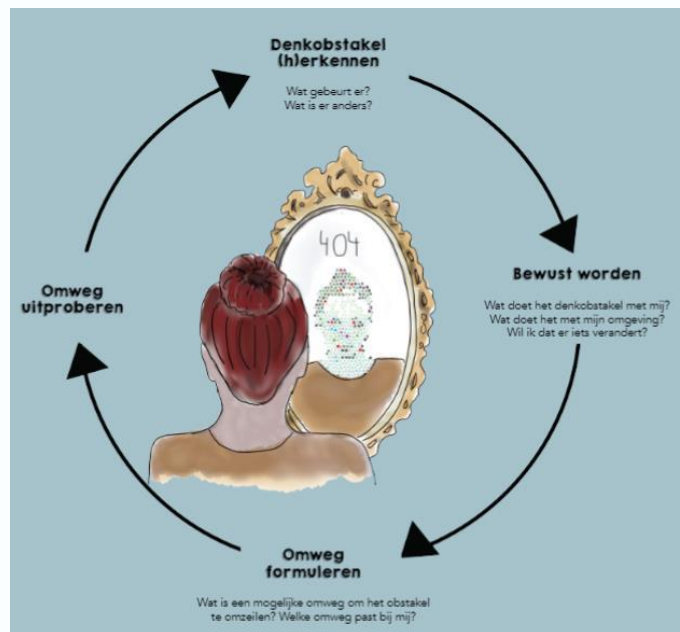 Denkobstakel
(h)erkennen
Wat gebeurt er?
Wat is er anders?
404
Bewust worden
Wat doet het denkobstakel met mij?
Wat doet het met mijn omgeving?
Wil ik dat er iets verandert?
Omweg
uitproberen
Omweg
formuleren
Wat is een mogelijke omweg om het obstakel
te omzeilen? Welke omweg past bij mij?